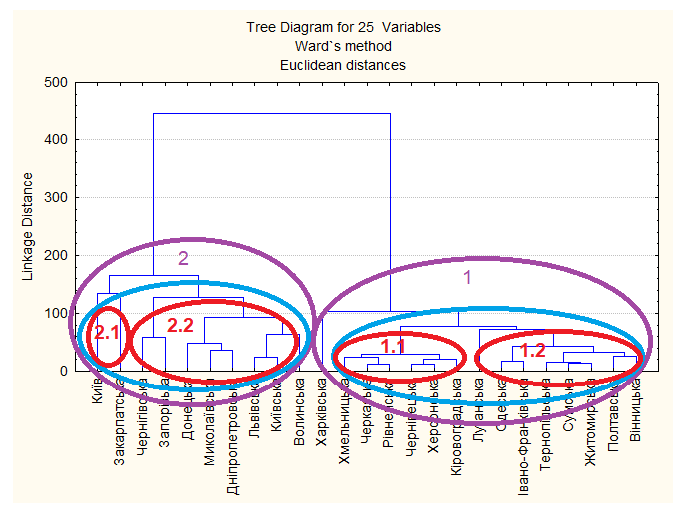 Tree Diagram for 25  Variables
Ward`s method
Euclidean distances
Linkage Distance
500
400
300
200
100
0
2
1
2.1
2.2
1.1
1.2
Київ
Закарпатська
Чернігівська
Запорізька
Донецька
Миколаївська
Дніпропетровська
Львівська
Київська
Волинська
Харківська
Хмельницька
Черкаська
Рівненська
Чернівецька
Херсонська
Кіровоградська
Луганська
Одеська
Івано-Франківська
Тернопільська
Сумська
Житомирська
Полтавська
Вінницька